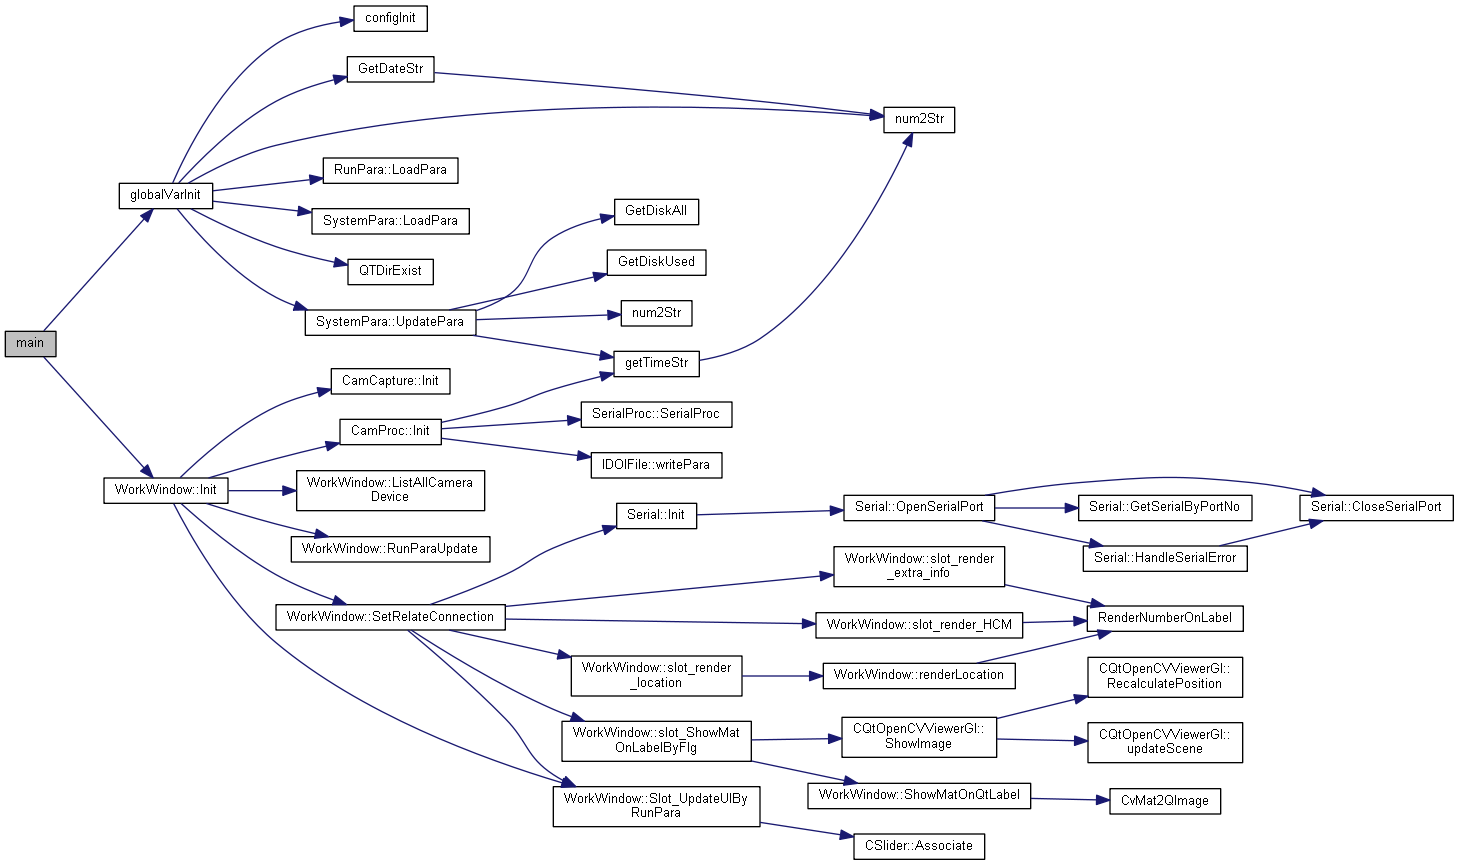 configInit
GetDateStr
num2Str
RunPara::LoadPara
globalVarInit
SystemPara::LoadPara
GetDiskAll
QTDirExist
GetDiskUsed
SystemPara::UpdatePara
num2Str
main
getTimeStr
CamCapture::Init
SerialProc::SerialProc
CamProc::Init
IDOIFile::writePara
WorkWindow::Init
WorkWindow::ListAllCamera
Device
Serial::Init
Serial::OpenSerialPort
Serial::GetSerialByPortNo
Serial::CloseSerialPort
WorkWindow::RunParaUpdate
Serial::HandleSerialError
WorkWindow::slot_render
_extra_info
WorkWindow::SetRelateConnection
WorkWindow::slot_render_HCM
RenderNumberOnLabel
WorkWindow::slot_render
_location
WorkWindow::renderLocation
CQtOpenCVViewerGl::
RecalculatePosition
WorkWindow::slot_ShowMat
OnLabelByFlg
CQtOpenCVViewerGl::
ShowImage
CQtOpenCVViewerGl::
updateScene
WorkWindow::Slot_UpdateUIBy
RunPara
WorkWindow::ShowMatOnQtLabel
CvMat2QImage
CSlider::Associate